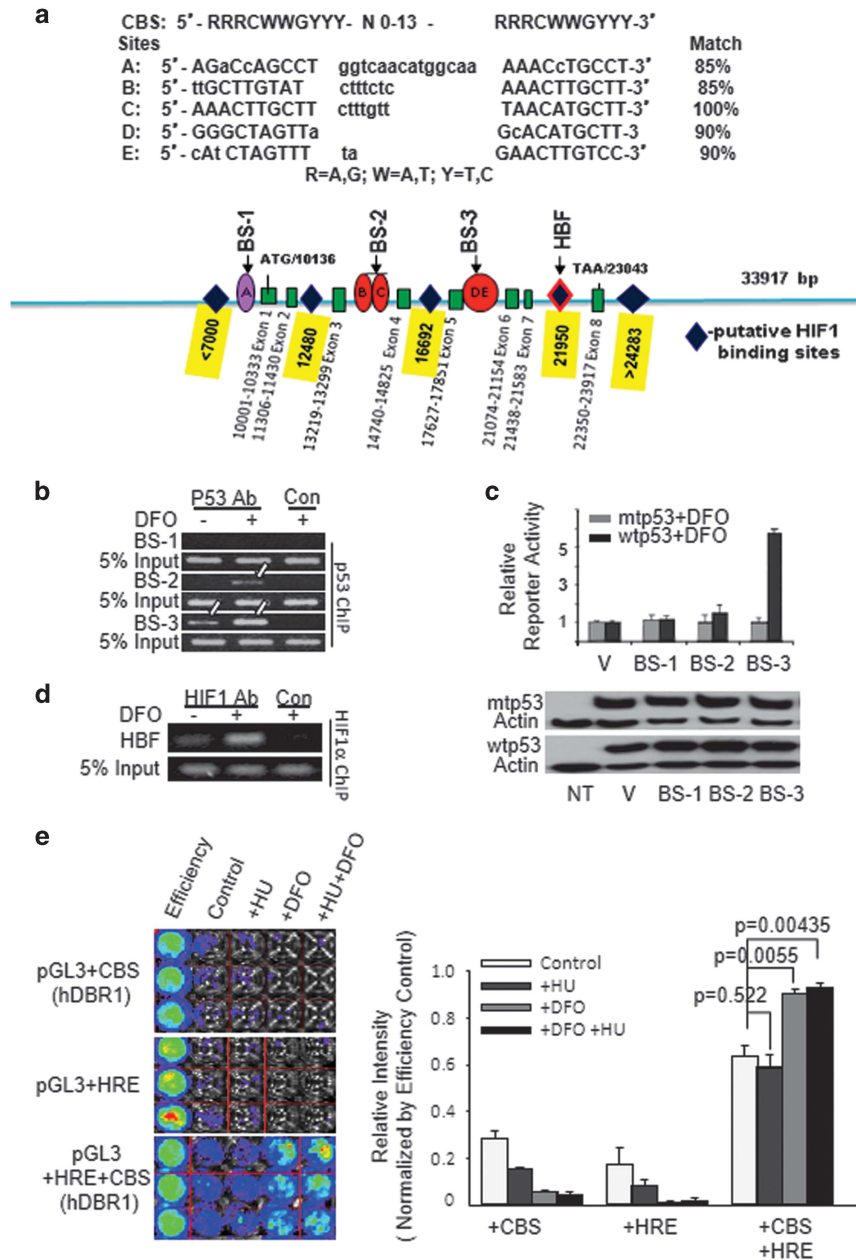 a
CBS: 5'- RRRCWWGYYY- N 0-13 - RRRCWWGYYY-3'
Sites Match
A: 5'- AGaCcAGCCT ggtcaacatggcaa AAACcTGCCT-3' 85%
B: 5'- ttGCTTGTAT ctttctc AAACTTGCTT-3' 85%
C: 5'- AAACTTGCTT ctttgtt TAACATGCTT-3' 100%
D: 5'- GGGCTAGTTa GcACATGCTT-3 90%
E: 5'- cAt CTAGTTT ta GAACTTGTCC-3' 90%
R=A,G; W=A,T; Y=T,C
BS-1 BS-2 BS-3 HBF
ATG/10136 TAA/23043
33917 bp
A B C DE
<7000 12480 16692 21950 >24283
10001-10333 Exon 1
11306-11430 Exon 2
13219-13299 Exon 3
14740-14825 Exon 4
17627-17851 Exon 5
21074-21154 Exon 6
21438-21583 Exon 7
22350-23917 Exon 8
-putative HIF1
binding sites
b
P53 Ab Con
DFO - + +
BS-1
5% Input
BS-2
5% Input
BS-3
5% Input
p53 ChIP
c
mtp53+DFO
wtp53+DFO
Relative
Reporter Activity
5
3
1
V BS-1 BS-2 BS-3
mtp53
Actin
wtp53
Actin
NT V BS-1 BS-2 BS-3
d
HIF1 Ab Con
DFO - + +
HBF
5% Input
HIF1α ChIP
e
Efficiency Control +HU +DFO +HU+DFO
pGL3+CBS
(hDBR1)
pGL3+HRE
pGL3
+HRE+CBS
(hDBR1)
Relative Intensity
( Normalized by Efficiency Control)
1.0
0.8
0.6
0.4
0.2
0
Control
+HU
+DFO
+DFO +HU
p=0.00435
p=0.0055
p=0.522
+CBS +HRE +CBS
+HRE